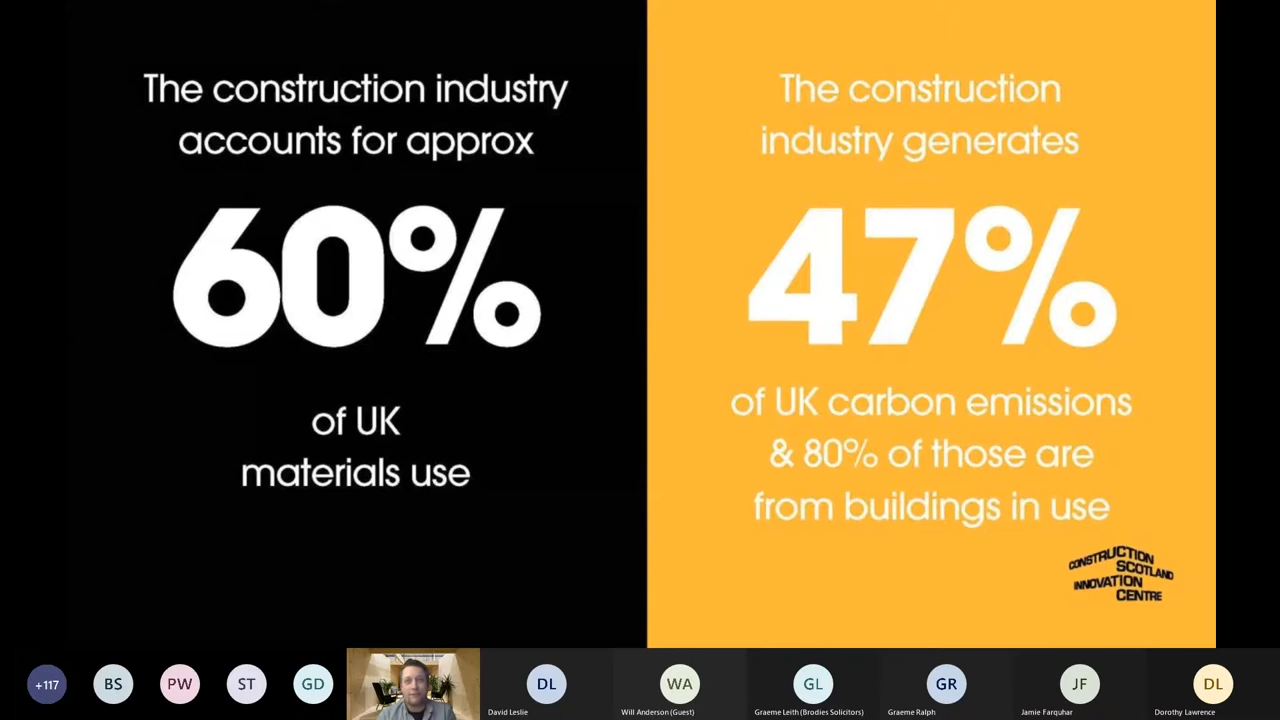 The construction industry
accounts for approx
60%
of UK
materials use
The construction
industry generates
47%
of UK carbon emissions
& 80% of those are
from buildings in use
CONSTRUCTION
SCOTLAND
INNOVATION
CENTRE
+117
BS
PW
ST
GD
DL
David Leslie
WA
Will Anderson (Guest)
GL
Graeme Leith (Brodies Solicitors)
GR
Graeme Ralph
JF
Jamie Farquhar
DL
Dorothy Lawrence